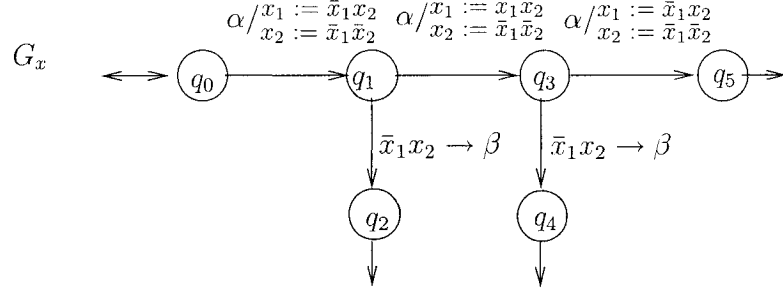 α/x₁ := x̄₁x₂ α/x₁ := x₁x₂ α/x₁ := x̄₁x₂
x₂ := x̄₁x̄₂ x₂ := x̄₁x̄₂ x₂ := x̄₁x̄₂
Gₓ
q₀ q₁ q₃ q₅
x̄₁x₂ → β x̄₁x₂ → β
q₂ q₄